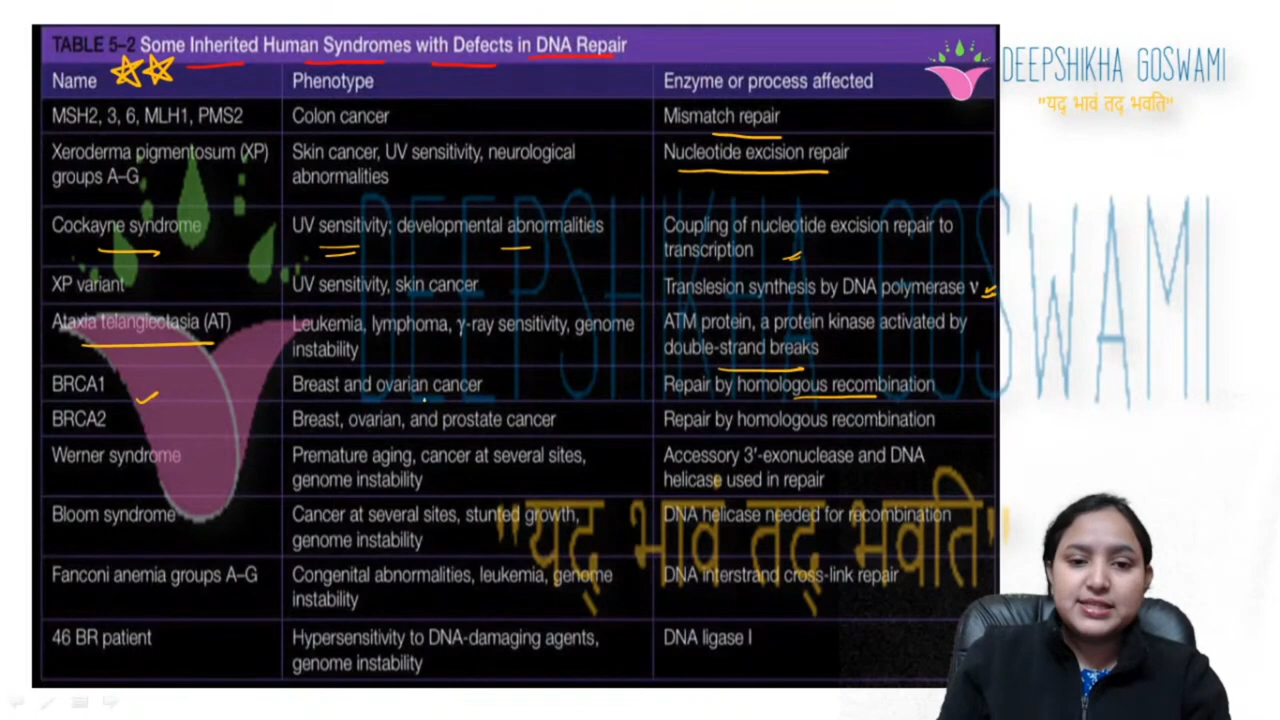 TABLE 5–2 Some Inherited Human Syndromes with Defects in DNA Repair
Name Phenotype Enzyme or process affected
MSH2, 3, 6, MLH1, PMS2 Colon cancer Mismatch repair
Xeroderma pigmentosum (XP) Skin cancer, UV sensitivity, neurological Nucleotide excision repair
groups A–G abnormalities
Cockayne syndrome UV sensitivity; developmental abnormalities Coupling of nucleotide excision repair to
transcription
XP variant UV sensitivity, skin cancer Translesion synthesis by DNA polymerase ν
Ataxia telangiectasia (AT) Leukemia, lymphoma, γ-ray sensitivity, genome ATM protein, a protein kinase activated by
instability double-strand breaks
BRCA1 Breast and ovarian cancer Repair by homologous recombination
BRCA2 Breast, ovarian, and prostate cancer Repair by homologous recombination
Werner syndrome Premature aging, cancer at several sites, Accessory 3′-exonuclease and DNA
genome instability helicase used in repair
Bloom syndrome Cancer at several sites, stunted growth, DNA helicase needed for recombination
genome instability
Fanconi anemia groups A–G Congenital abnormalities, leukemia, genome DNA interstrand cross-link repair
instability
46 BR patient Hypersensitivity to DNA-damaging agents, DNA ligase I
genome instability
DEEPSHIKHA GOSWAMI
"यद् भावं तद् भवति"
DEEPSHIKHA GOSWAMI
"यद् भावं तद् भवति"